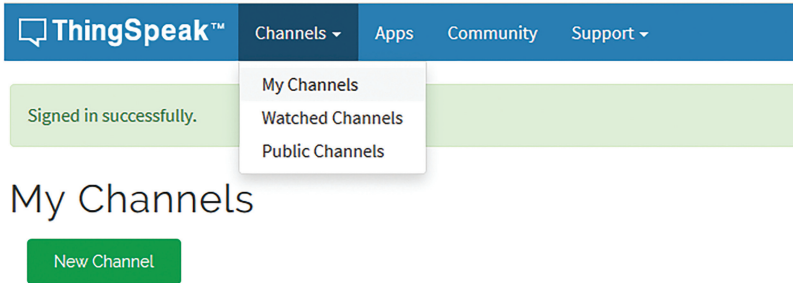 ThingSpeak™ Channels Apps Community Support
My Channels
Watched Channels
Public Channels
Signed in successfully.
My Channels
New Channel